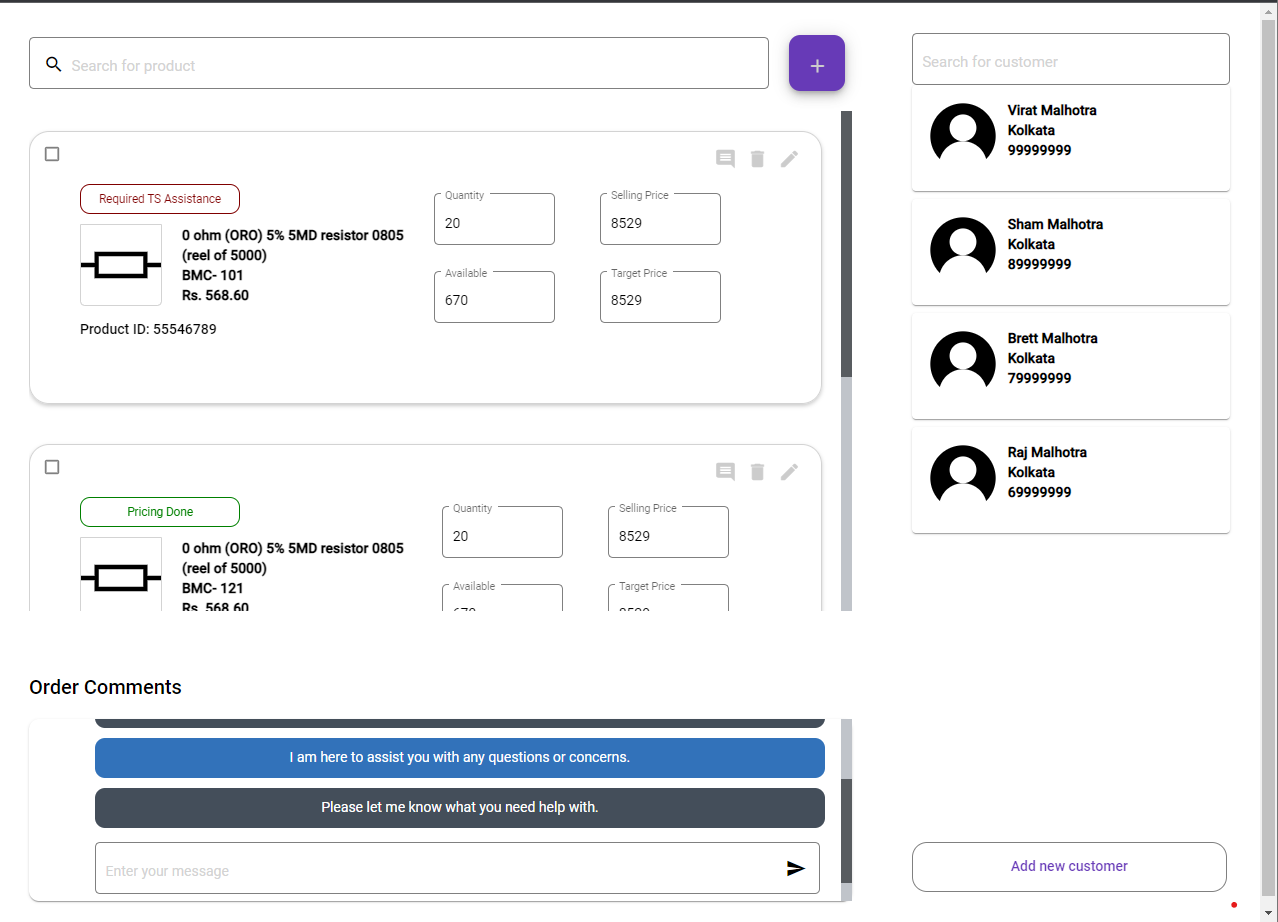 Search for product
+
Required TS Assistance
0 ohm (ORO) 5% 5MD resistor 0805
(reel of 5000)
BMC- 101
Rs. 568.60
Product ID: 55546789
Quantity
20
Selling Price
8529
Available
670
Target Price
8529
Pricing Done
0 ohm (ORO) 5% 5MD resistor 0805
(reel of 5000)
BMC- 121
Rs. 568.60
Quantity
20
Selling Price
8529
Available
670
Target Price
8529
Order Comments
I am here to assist you with any questions or concerns.
Please let me know what you need help with.
Enter your message
Search for customer
Virat Malhotra
Kolkata
99999999
Sham Malhotra
Kolkata
89999999
Brett Malhotra
Kolkata
79999999
Raj Malhotra
Kolkata
69999999
Add new customer